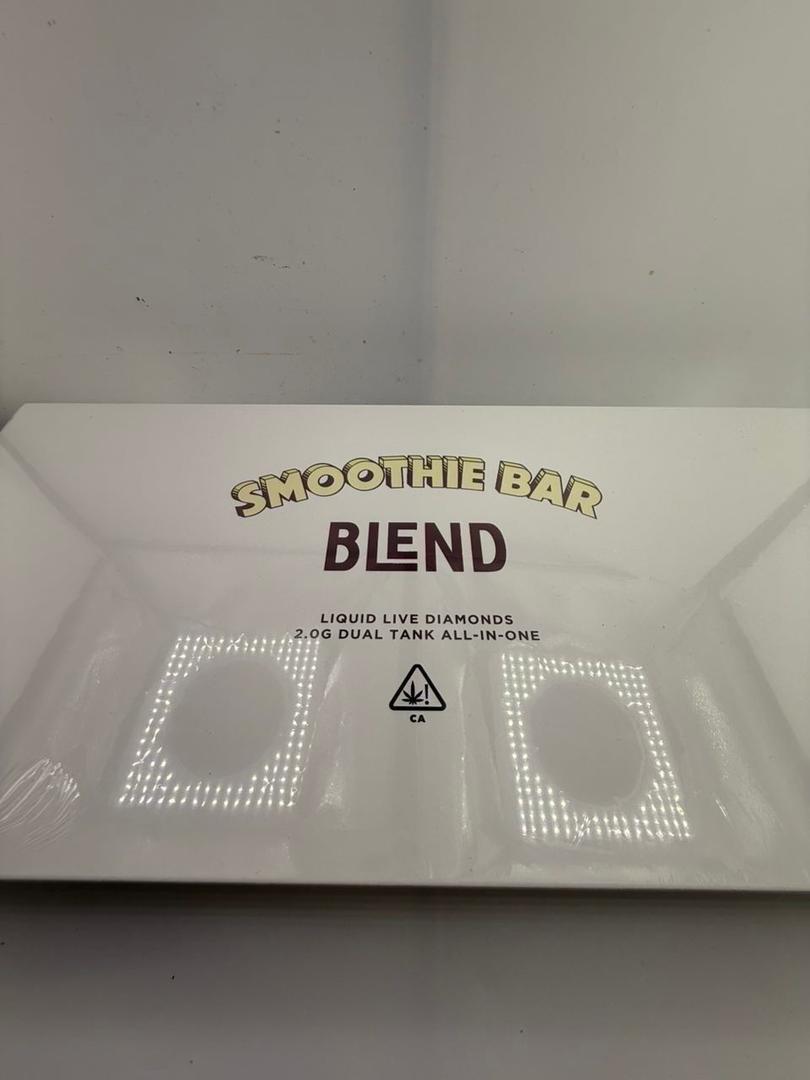 SMOOTHIE BAR
BLEND
LIQUID LIVE DIAMONDS
2.0G DUAL TANK ALL-IN-ONE
!
CA